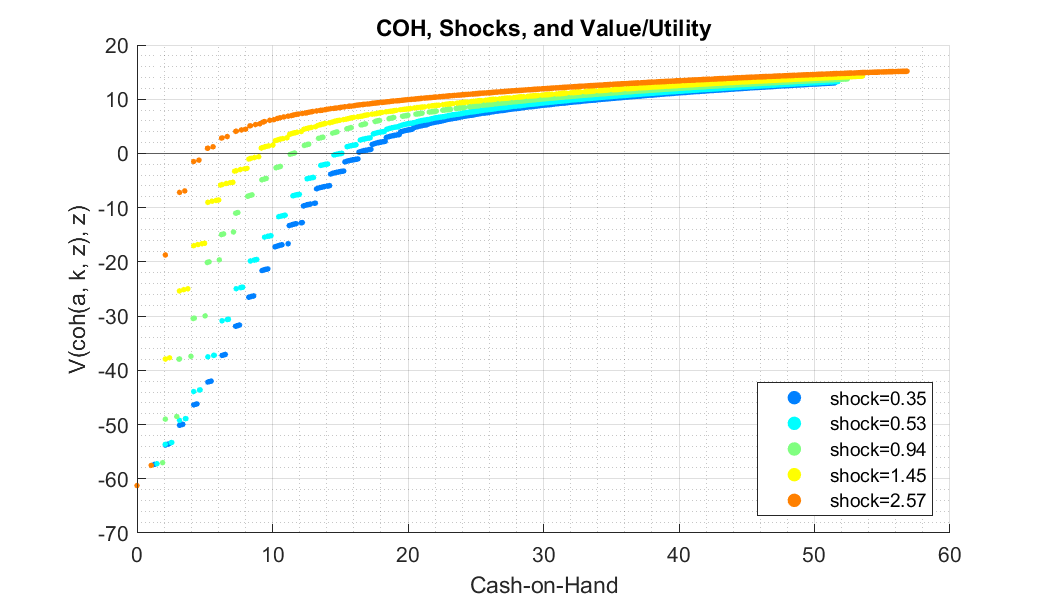 COH, Shocks, and Value/Utility
V(coh(a, k, z), z)
20
10
0
-10
-20
-30
-40
-50
-60
-70
0 10 20 30 40 50 60
Cash-on-Hand
shock=0.35
shock=0.53
shock=0.94
shock=1.45
shock=2.57